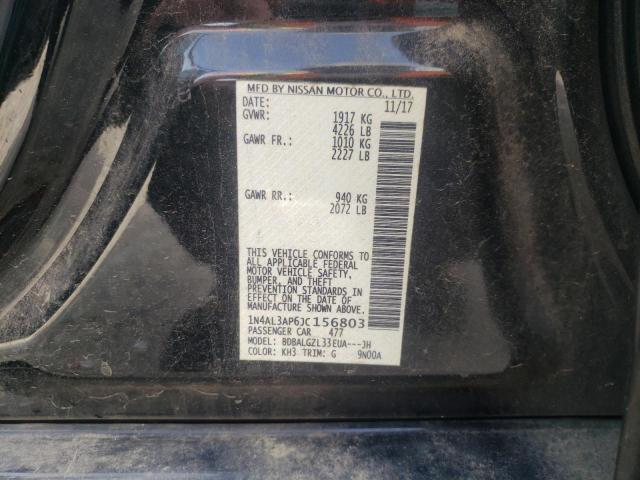 MFD BY NISSAN MOTOR CO., LTD.
DATE: 11/17
GVWR: 1917 KG
4226 LB
GAWR FR.: 1010 KG
2227 LB
GAWR RR.: 940 KG
2072 LB
THIS VEHICLE CONFORMS TO
ALL APPLICABLE FEDERAL
MOTOR VEHICLE SAFETY,
BUMPER, AND THEFT
PREVENTION STANDARDS IN
EFFECT ON THE DATE OF
MANUFACTURE SHOWN ABOVE.
1N4AL3AP6JC156803
PASSENGER CAR 477
MODEL: BDBALGZL33EUA---JH
COLOR: KH3 TRIM: G 9N00A